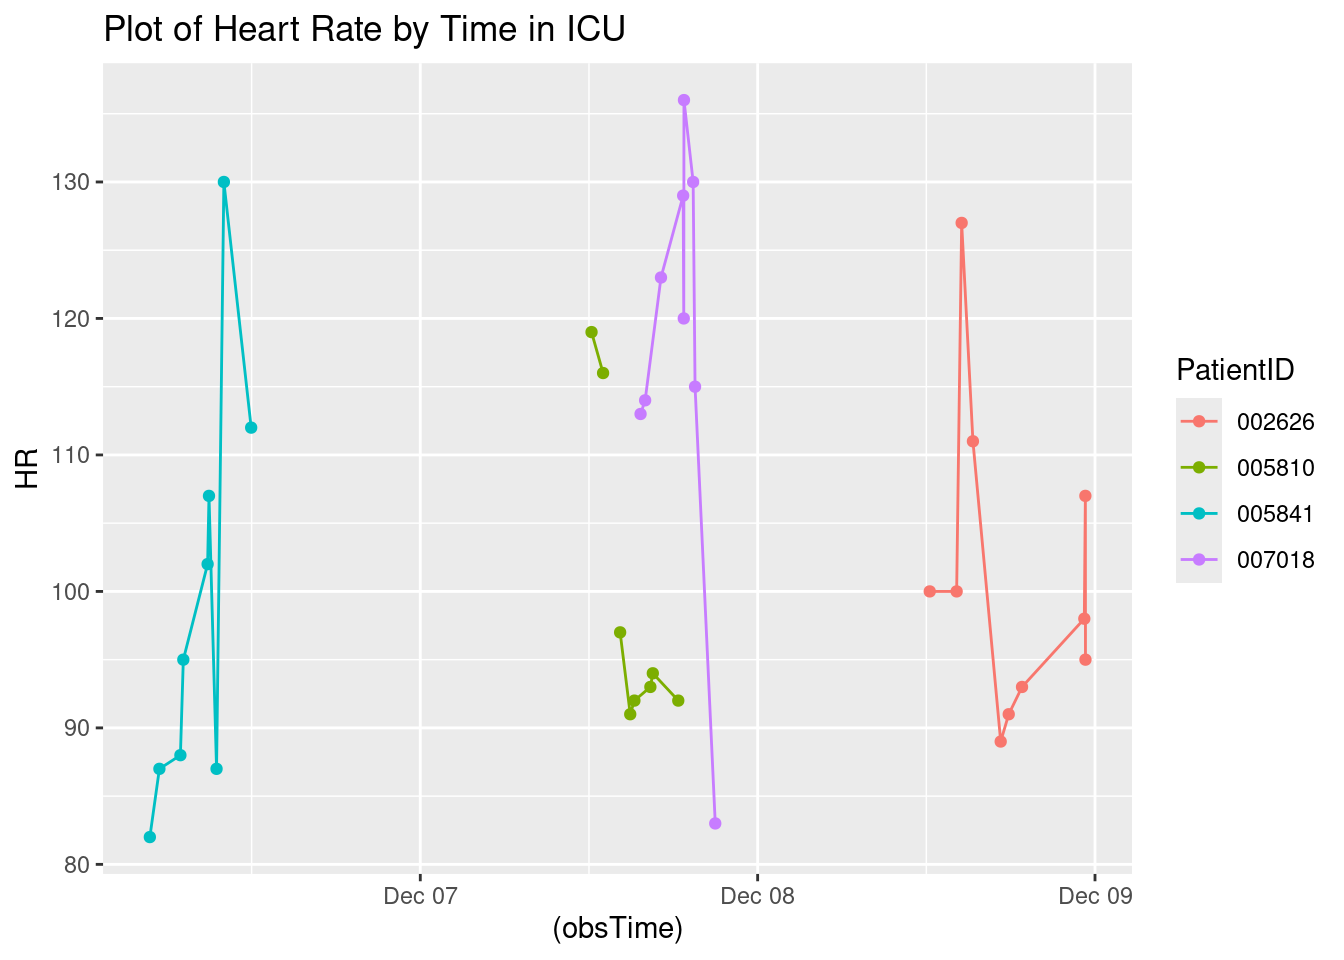 Plot of Heart Rate by Time in ICU
130
120
110
100
90
80
HR
Dec 07
Dec 08
Dec 09
(obsTime)
PatientID
002626
005810
005841
007018